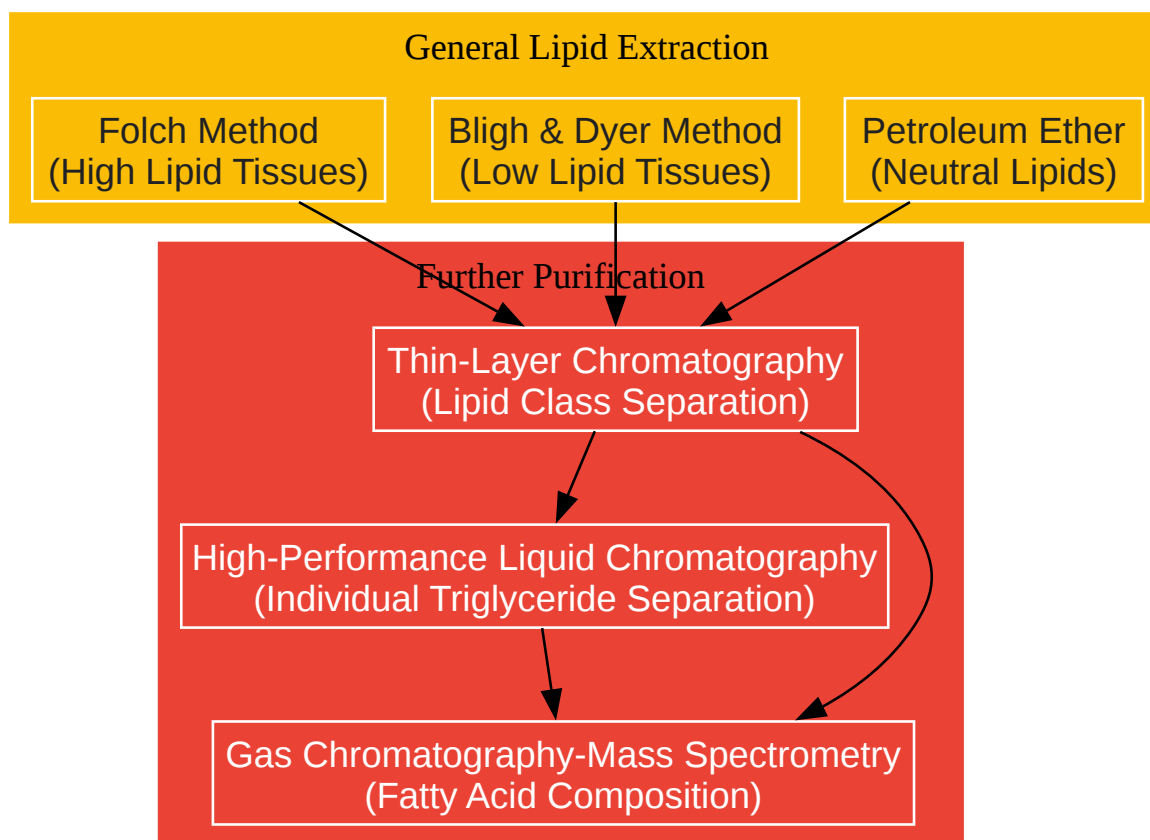 General Lipid Extraction
Folch Method
(High Lipid Tissues)
Bligh & Dyer Method
(Low Lipid Tissues)
Petroleum Ether
(Neutral Lipids)
Further Purification
Thin-Layer Chromatography
(Lipid Class Separation)
High-Performance Liquid Chromatography
(Individual Triglyceride Separation)
Gas Chromatography-Mass Spectrometry
(Fatty Acid Composition)